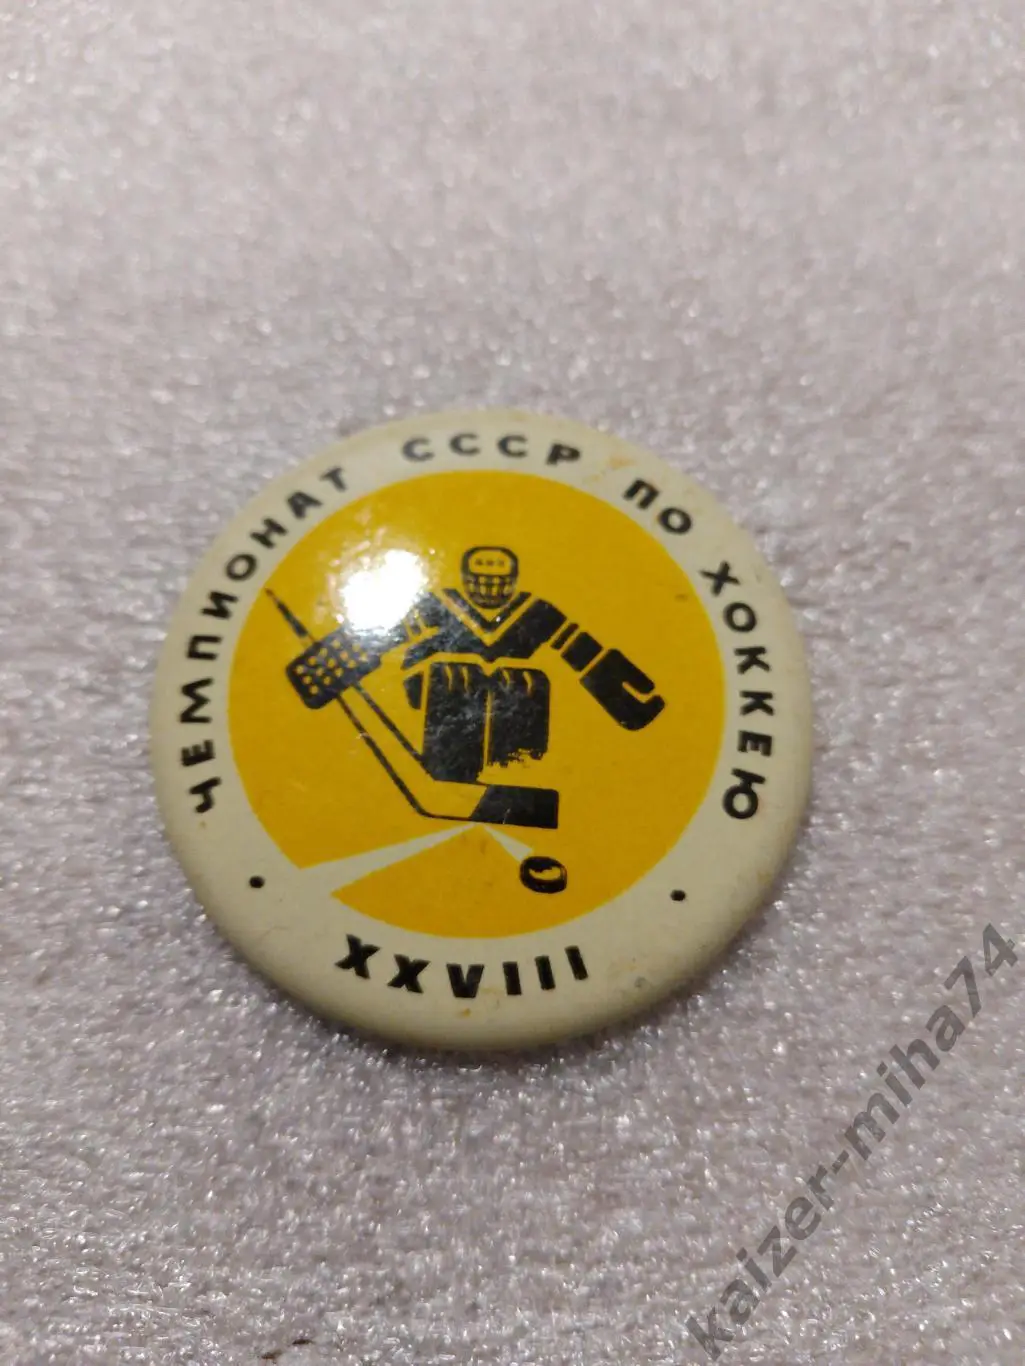 ЧЕМПИОНАТ СССР ПО ХОККЕЮ
XXVIII
kaizer-miha74